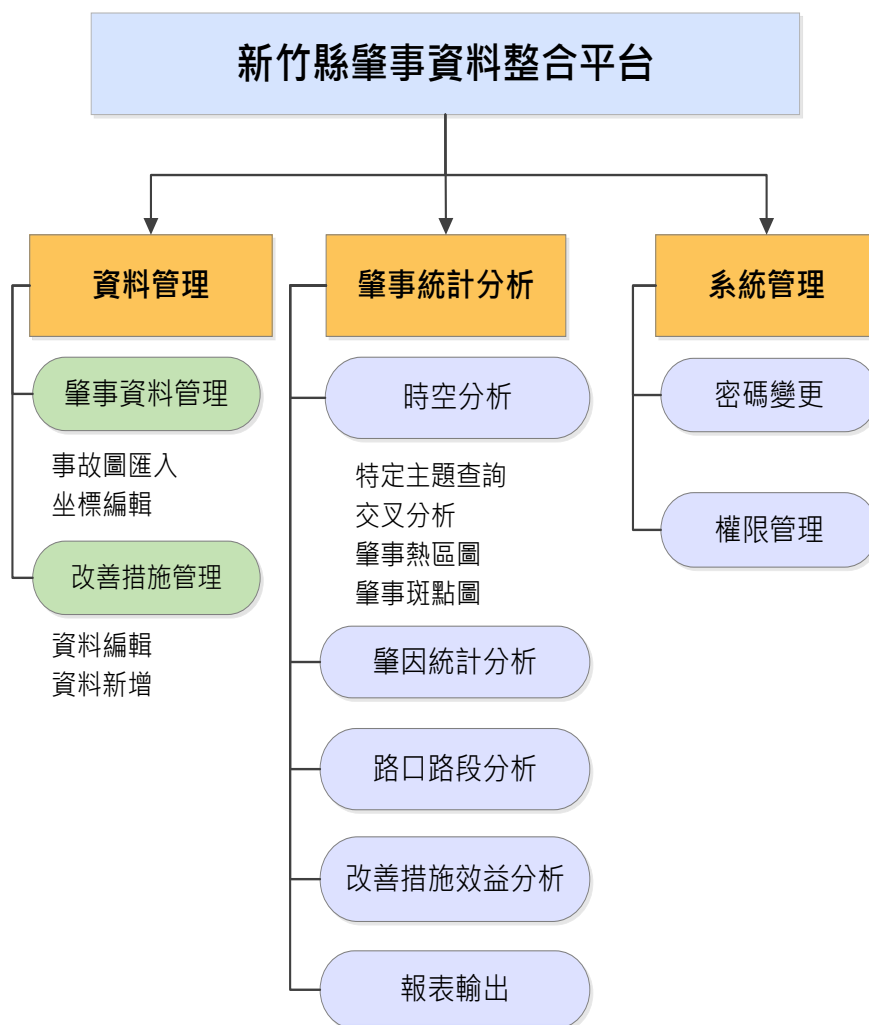 新竹縣肇事資料整合平台
資料管理
肇事資料管理
事故圖匯入
坐標編輯
改善措施管理
資料編輯
資料新增
肇事統計分析
時空分析
特定主題查詢
交叉分析
肇事熱區圖
肇事斑點圖
肇因統計分析
路口路段分析
改善措施效益分析
報表輸出
系統管理
密碼變更
權限管理